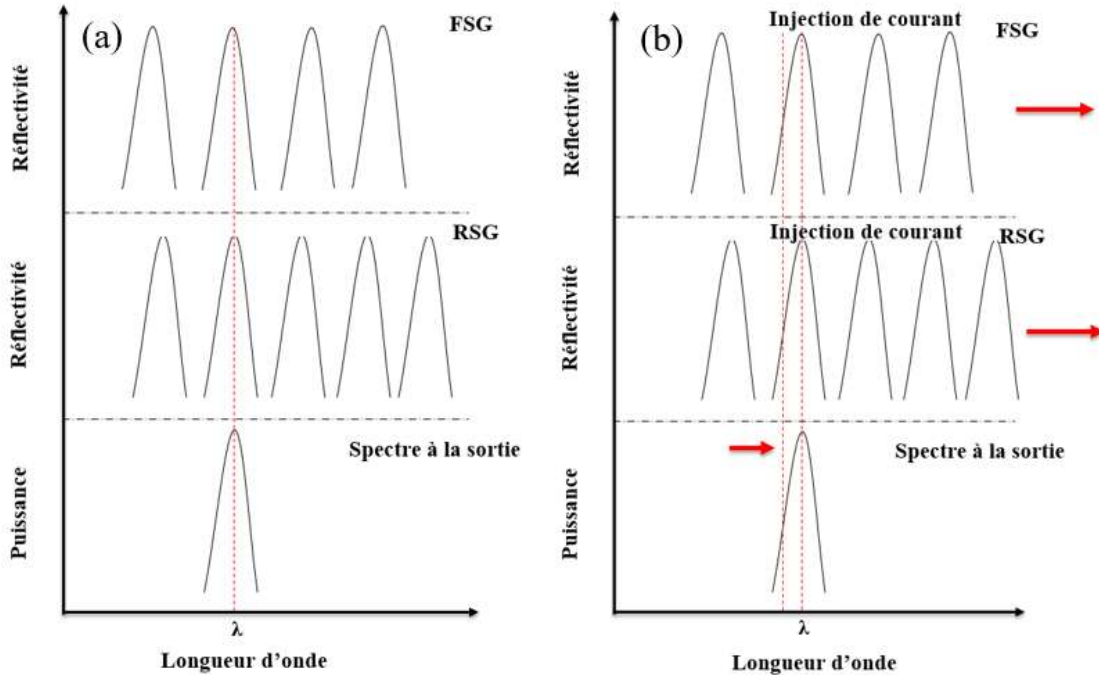 (a)
FSG
Réflectivité
RSG
Réflectivité
Spectre à la sortie
Puissance
λ
Longueur d'onde
(b)
Injection de courant
FSG
Réflectivité
Injection de courant
RSG
Réflectivité
Spectre à la sortie
Puissance
λ
Longueur d'onde